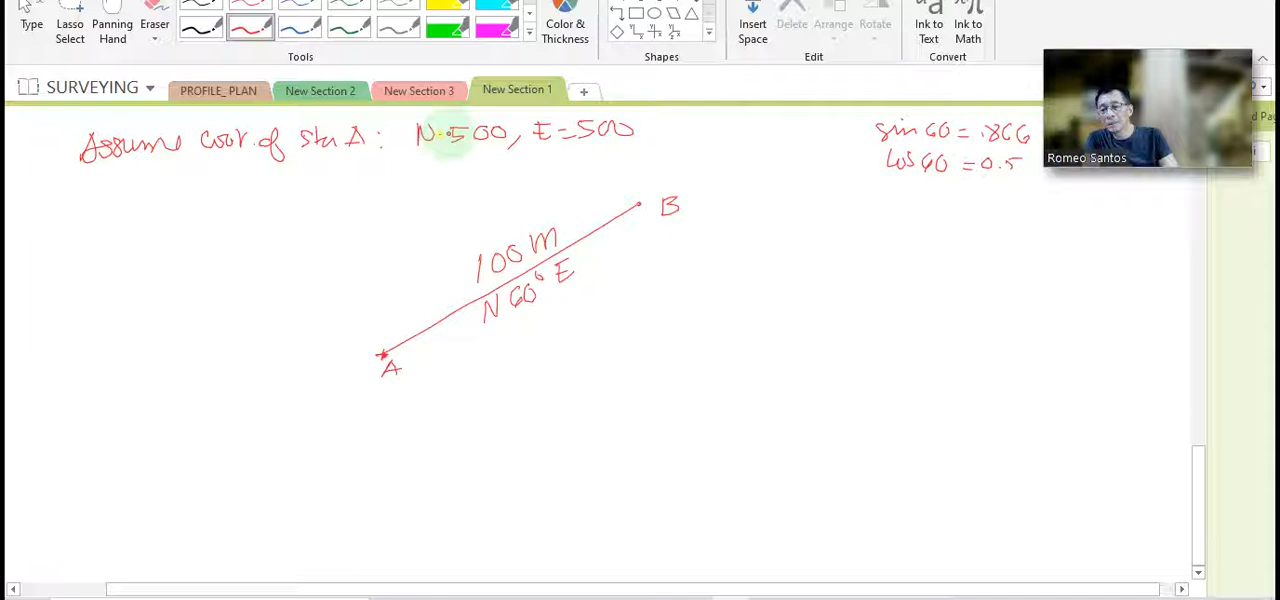 Type
Lasso Select
Panning Hand
Eraser
Color & Thickness
Insert Space
Delete
Arrange
Rotate
Ink to Text
Ink to Math
Tools
Shapes
Edit
Convert
SURVEYING
PROFILE_PLAN
New Section 2
New Section 3
New Section 1
Assume coor. of sta A: N=500, E=500
sin 60 = .866
cos 60 = 0.5
Romeo Santos
B
100 m
N 60° E
A